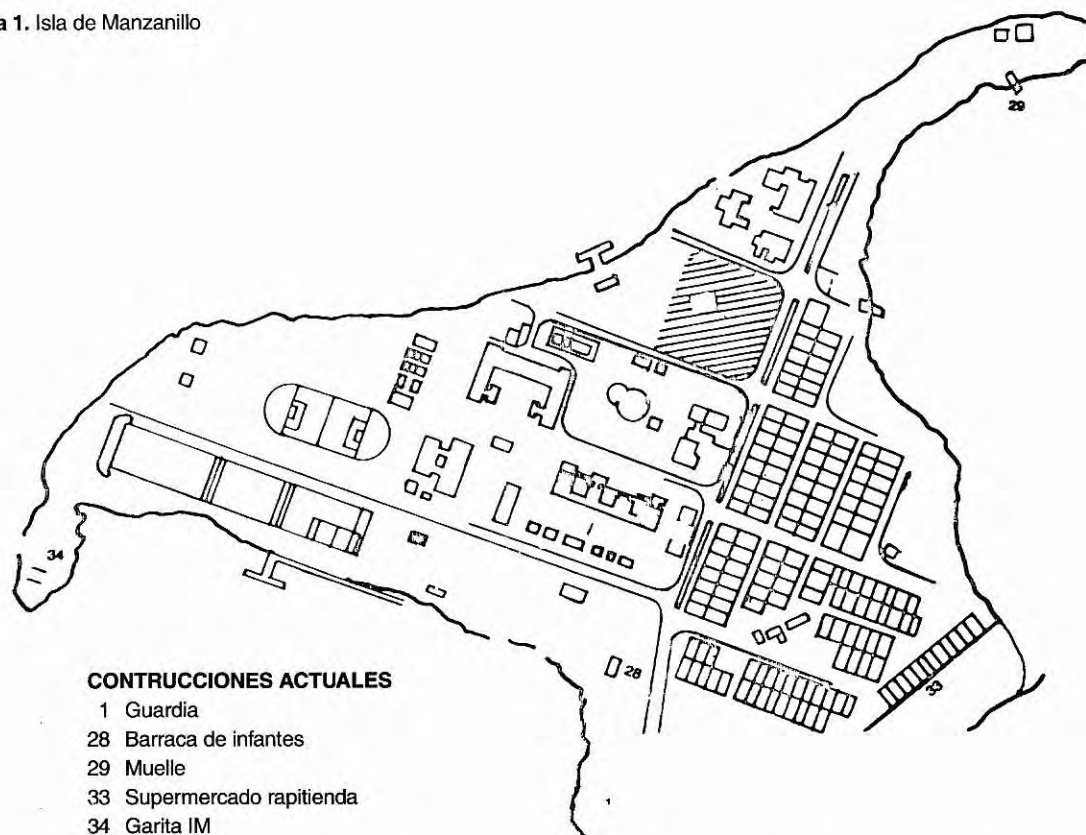 a 1. Isla de Manzanillo
29
34
28
33
1
CONTRUCCIONES ACTUALES
1 Guardia
28 Barraca de infantes
29 Muelle
33 Supermercado rapitienda
34 Garita IM